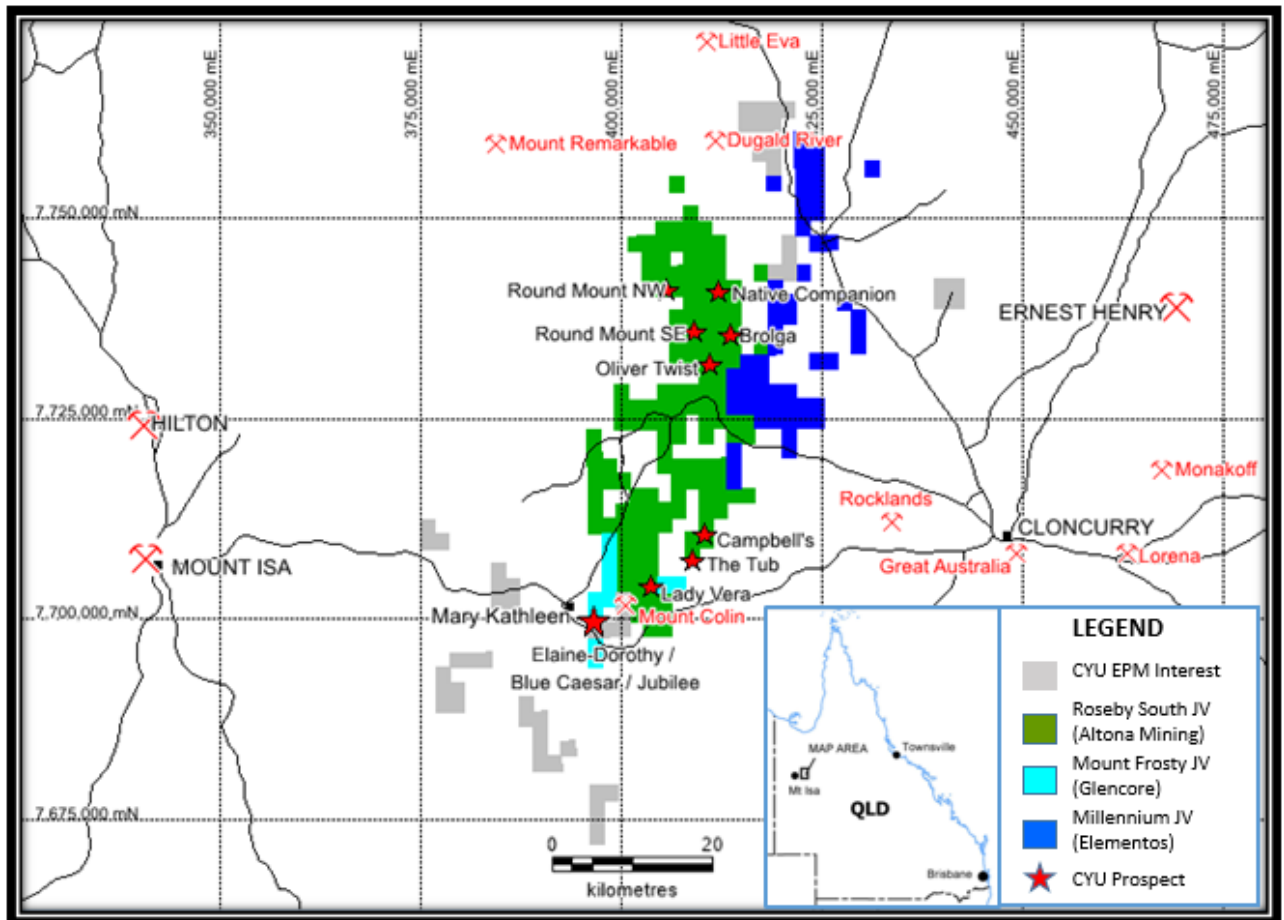 Little Eva
350,000 mE
375,000 mE
400,000 mE
425,000 mE
450,000 mE
475,000 mE
Mount Remarkable
Dugald River
7,750,000 mN
Round Mount NW
Native Companion
ERNEST HENRY
Round Mount SE
Brolga
Oliver Twist
7,725,000 mN
HILTON
Monakoff
Rocklands
CLONCURRY
Campbell's
Great Australia
Lorena
The Tub
MOUNT ISA
Lady Vera
7,700,000 mN
Mary Kathleen
Mount Colin
Elaine-Dorothy /
Blue Caesar / Jubilee
7,675,000 mN
0
20
kilometres
MAP AREA
Townsville
Mt Isa
QLD
Brisbane
LEGEND
CYU EPM Interest
Roseby South JV
(Altona Mining)
Mount Frosty JV
(Glencore)
Millennium JV
(Elementos)
CYU Prospect